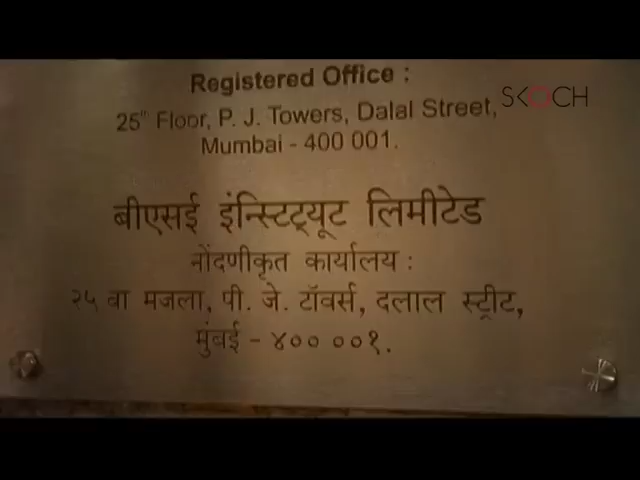 Registered Office :
SKOCH
25th Floor, P. J. Towers, Dalal Street,
Mumbai - 400 001.
बीएसई इंन्स्टिट्र्यूट लिमीटेड
नोंदणीकृत कार्यालय :
२५ वा मजला, पी. जे. टॉवर्स, दलाल स्ट्रीट,
मुंबई - ४०० ००१.